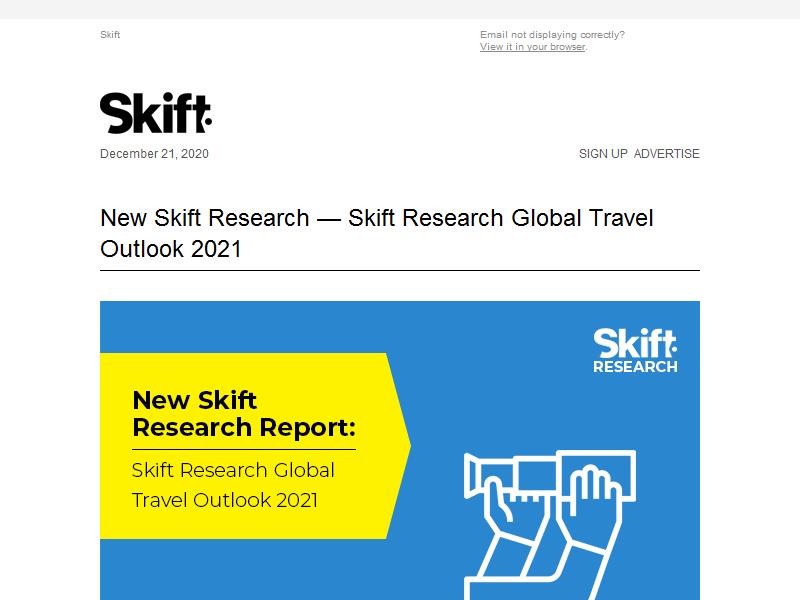 Skift
Email not displaying correctly?
View it in your browser.
Skift
December 21, 2020
SIGN UP ADVERTISE
New Skift Research — Skift Research Global Travel
Outlook 2021
Skift
RESEARCH
New Skift
Research Report:
Skift Research Global
Travel Outlook 2021